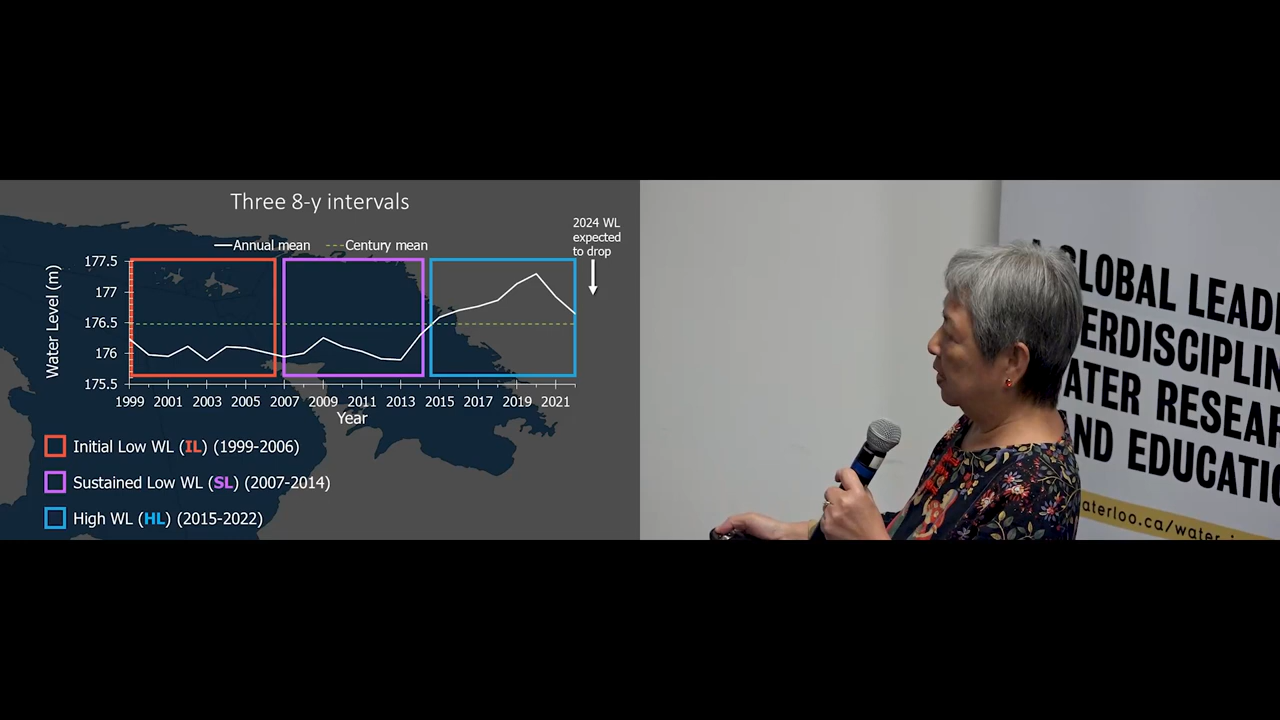 Three 8-y intervals
2024 WL
expected
to drop
Annual mean
Century mean
Water Level (m)
177.5
177
176.5
176
175.5
1999 2001 2003 2005 2007 2009 2011 2013 2015 2017 2019 2021
Year
Initial Low WL (IL) (1999-2006)
Sustained Low WL (SL) (2007-2014)
High WL (HL) (2015-2022)
GLOBAL LEAD
ERDISCIPLIN
ATER RESEAR
ND EDUCATIO
aterloo.ca/water-i